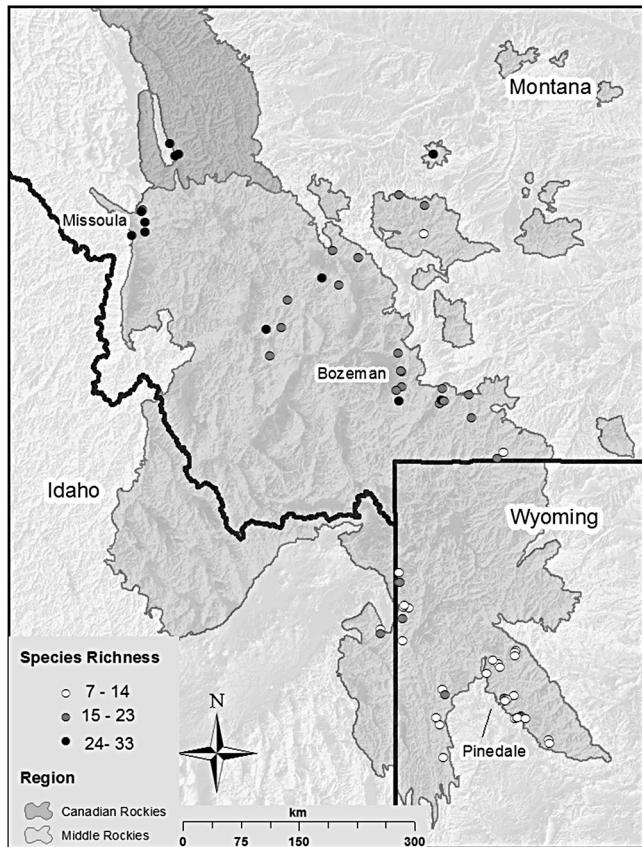 Montana
Missoula
Bozeman
Idaho
Wyoming
Species Richness
7 - 14
15 - 23
24- 33
N
Pinedale
Region
Canadian Rockies
Middle Rockies
km
0 75 150 300